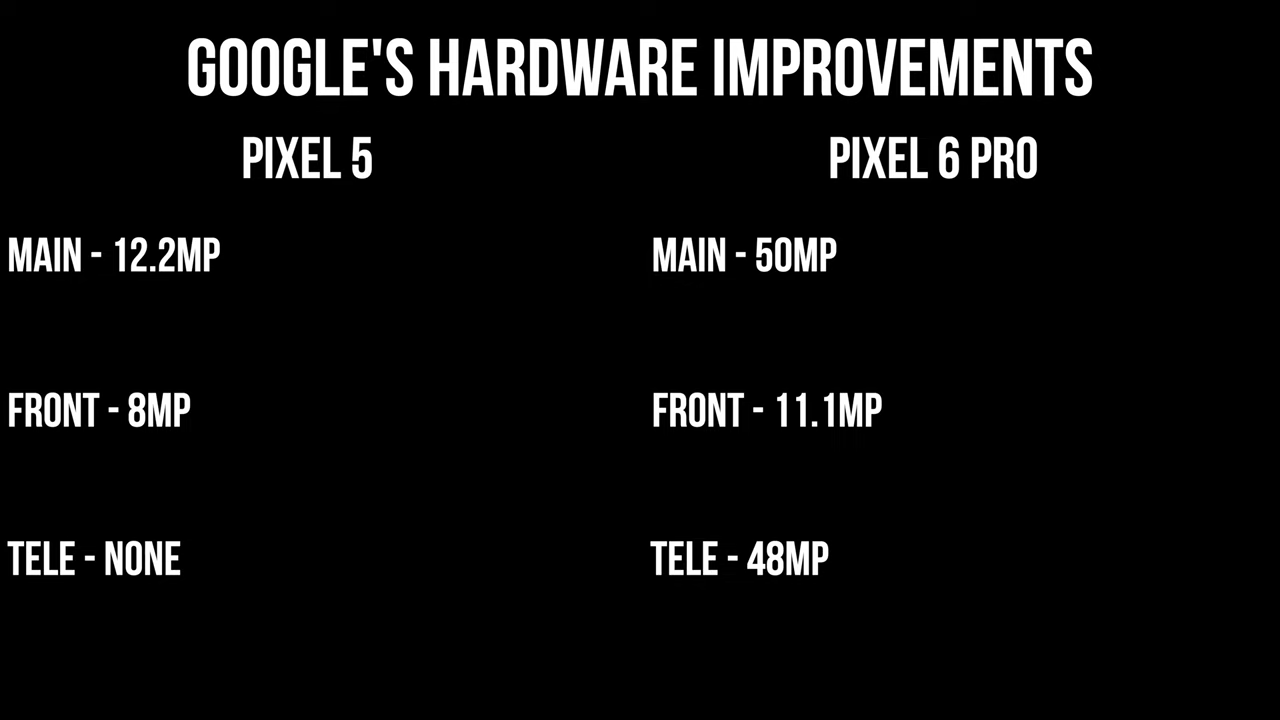 GOOGLE'S HARDWARE IMPROVEMENTS
PIXEL 5
PIXEL 6 PRO
MAIN - 12.2MP
MAIN - 50MP
FRONT - 8MP
FRONT - 11.1MP
TELE - NONE
TELE - 48MP